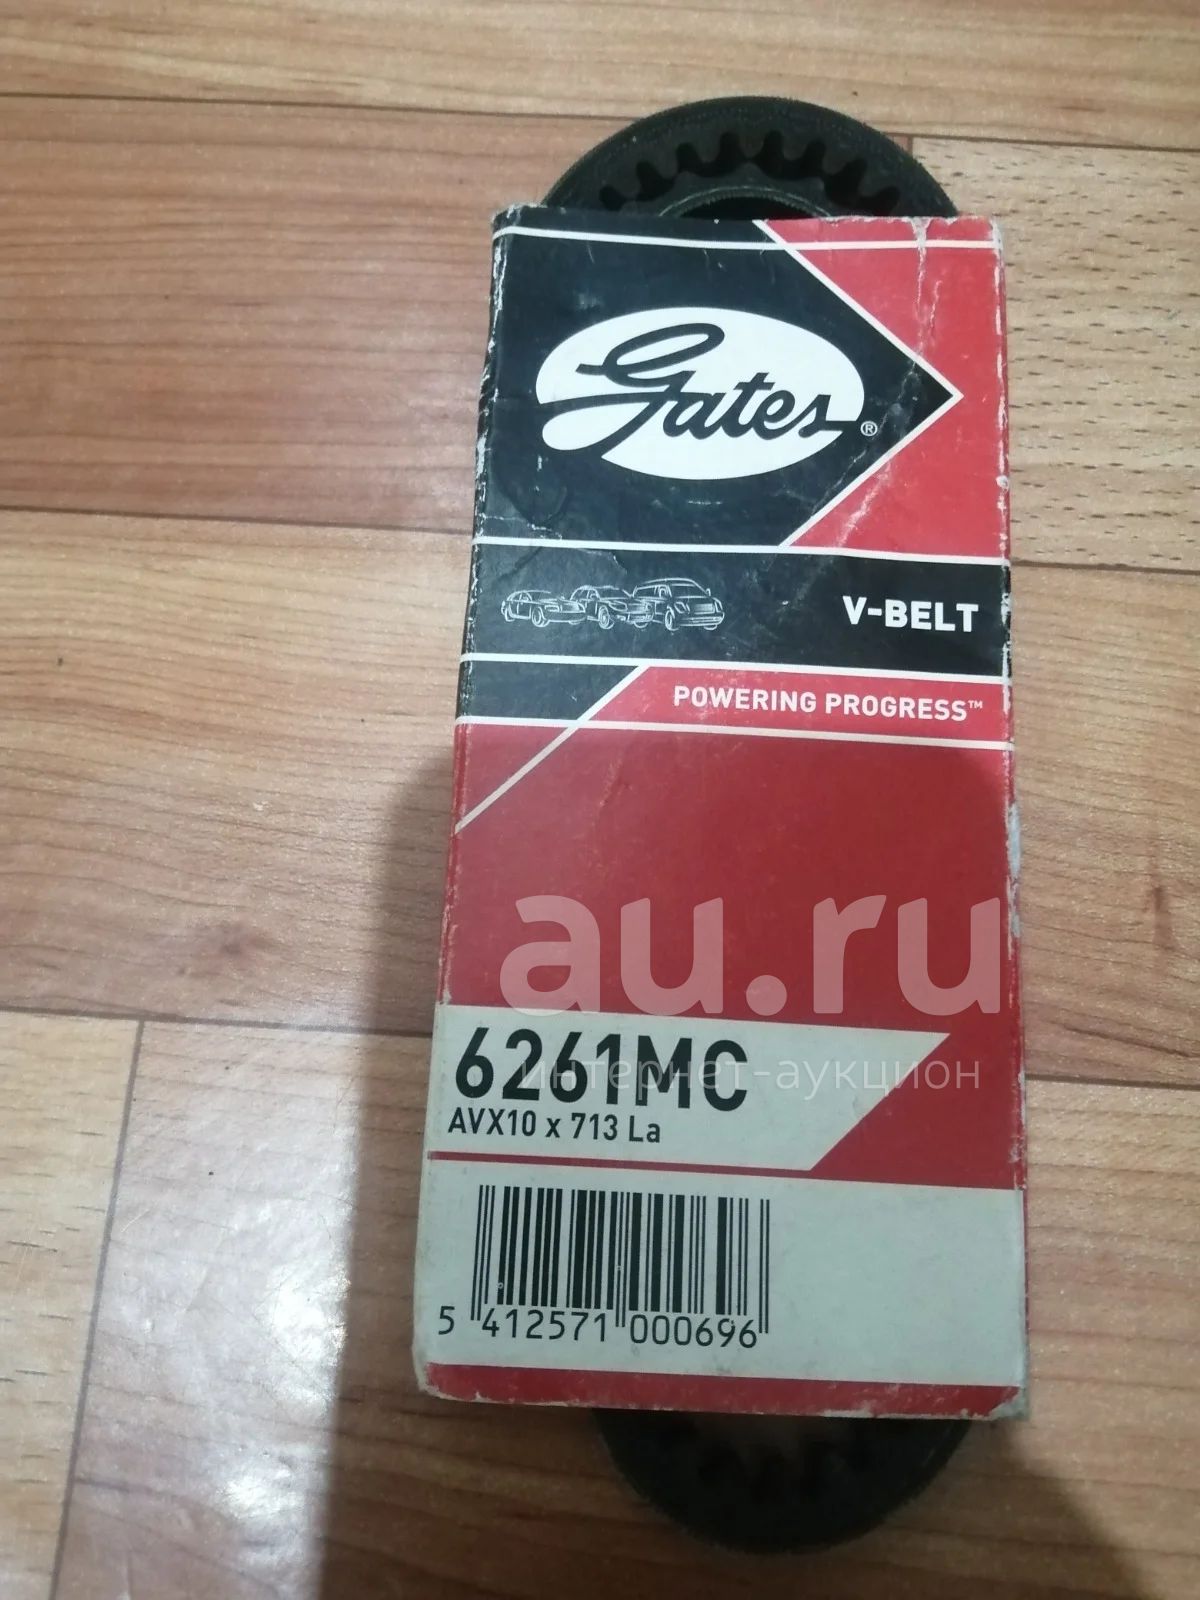 Gates®
V-BELT
POWERING PROGRESS™
au.ru
6261MC
интернет-аукцион
AVX10 x 713 La
5 412571 000696